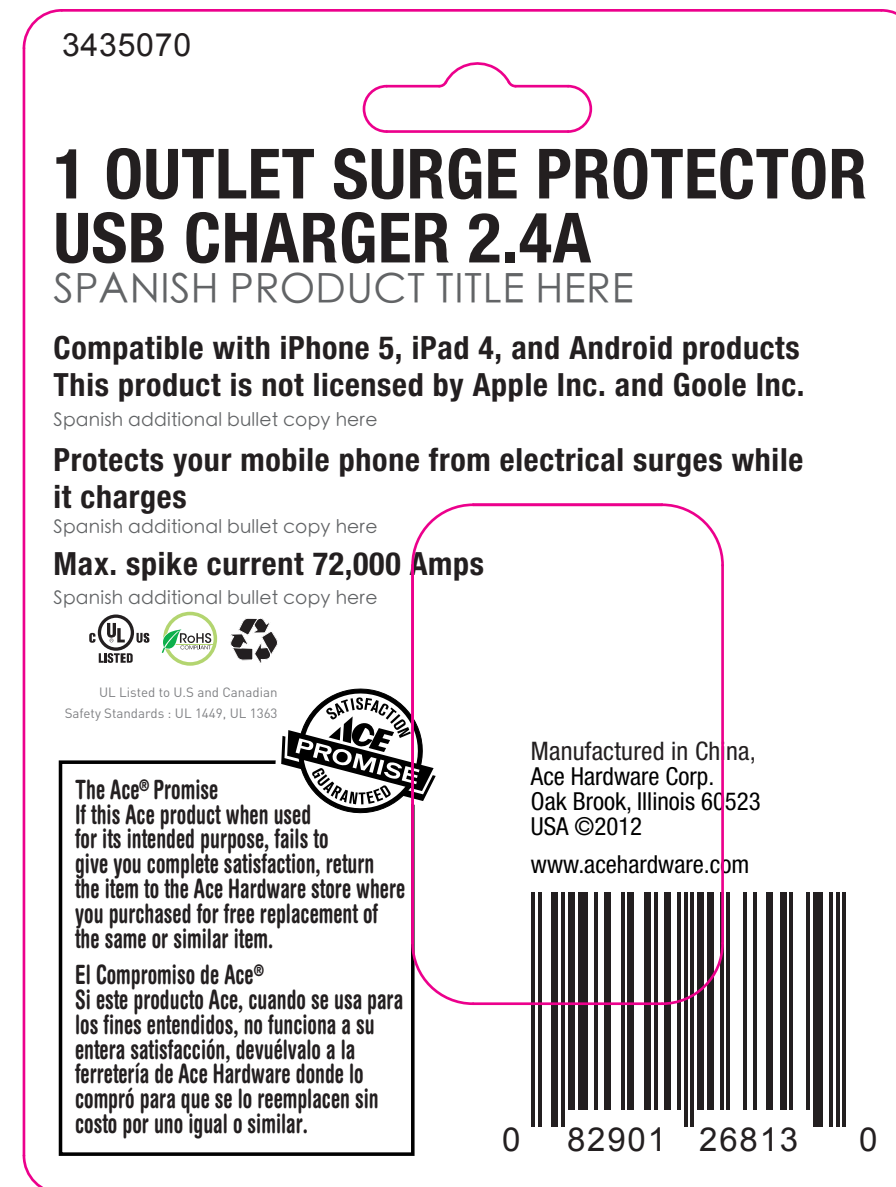 3435070
1 OUTLET SURGE PROTECTOR
USB CHARGER 2.4A
SPANISH PRODUCT TITLE HERE
Compatible with iPhone 5, iPad 4, and Android products
This product is not licensed by Apple Inc. and Goole Inc.
Spanish additional bullet copy here
Protects your mobile phone from electrical surges while
it charges
Spanish additional bullet copy here
Max. spike current 72,000 Amps
Spanish additional bullet copy here
C UL US
LISTED
RoHS
COMPLIANT
UL Listed to U.S and Canadian
Safety Standards : UL 1449, UL 1363
SATISFACTION
ACE
PROMISE
GUARANTEED
The Ace® Promise
If this Ace product when used
for its intended purpose, fails to
give you complete satisfaction, return
the item to the Ace Hardware store where
you purchased for free replacement of
the same or similar item.
El Compromiso de Ace®
Si este producto Ace, cuando se usa para
los fines entendidos, no funciona a su
entera satisfacción, devuélvalo a la
ferretería de Ace Hardware donde lo
compró para que se lo reemplacen sin
costo por uno igual o similar.
Manufactured in China,
Ace Hardware Corp.
Oak Brook, Illinois 60523
USA ©2012
www.acehardware.com
0 82901 26813 0